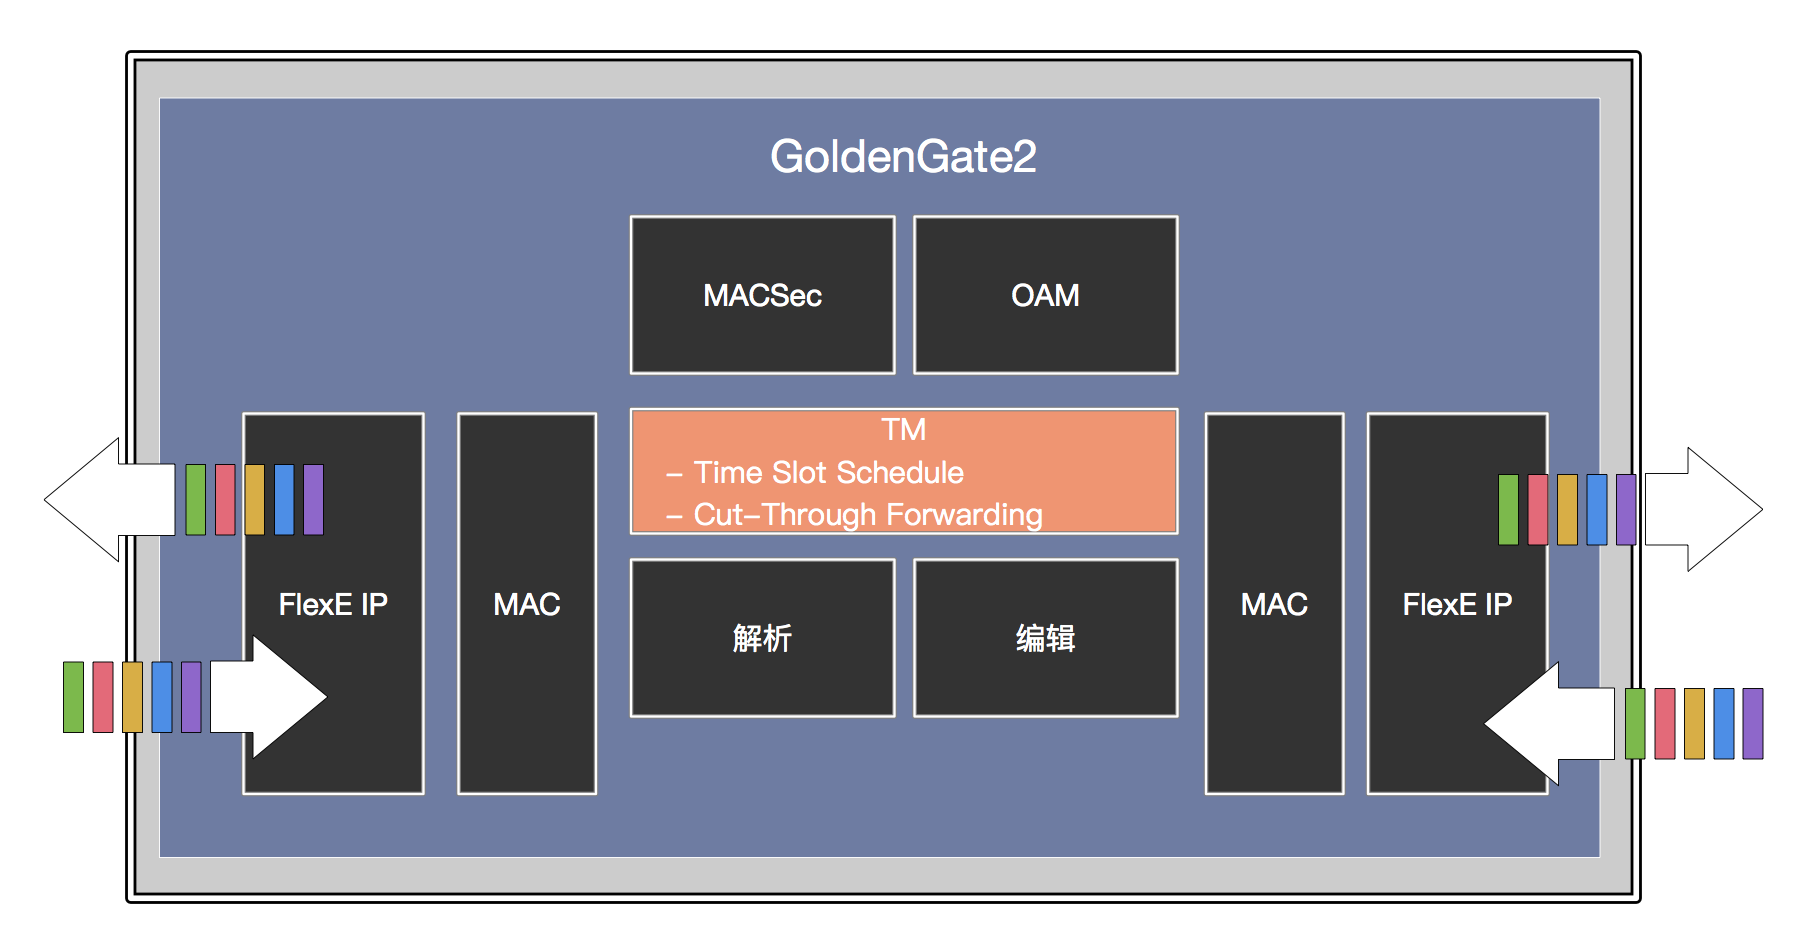 GoldenGate2
MACSec
OAM
TM
- Time Slot Schedule
- Cut-Through Forwarding
FlexE IP
MAC
解析
编辑
MAC
FlexE IP